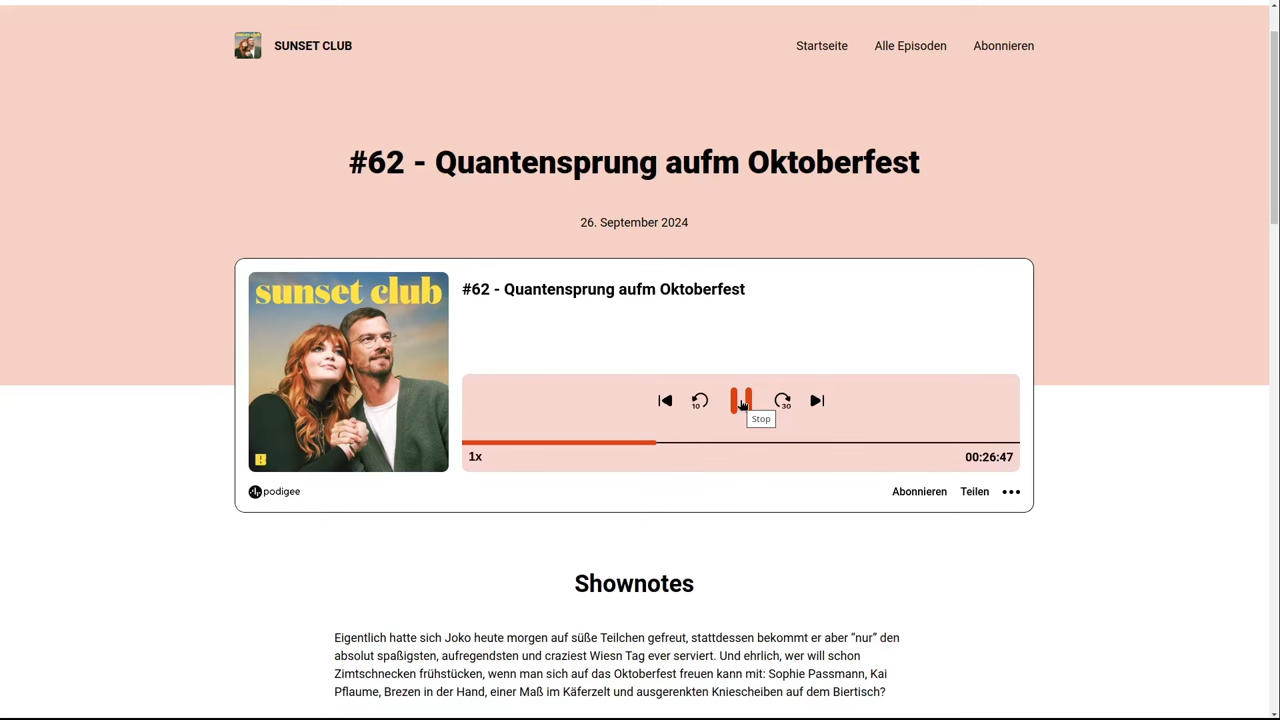 sunset club
SUNSET CLUB
Startseite
Alle Episoden
Abonnieren
#62 - Quantensprung aufm Oktoberfest
26. September 2024
sunset club
#62 - Quantensprung aufm Oktoberfest
10
30
Stop
1x
00:26:47
podigee
Abonnieren
Teilen
Shownotes
Eigentlich hatte sich Joko heute morgen auf süße Teilchen gefreut, stattdessen bekommt er aber “nur” den
absolut spaßigsten, aufregendsten und craziest Wiesn Tag ever serviert. Und ehrlich, wer will schon
Zimtschnecken frühstücken, wenn man sich auf das Oktoberfest freuen kann mit: Sophie Passmann, Kai
Pflaume, Brezen in der Hand, einer Maß im Käferzelt und ausgerenkten Kniescheiben auf dem Biertisch?